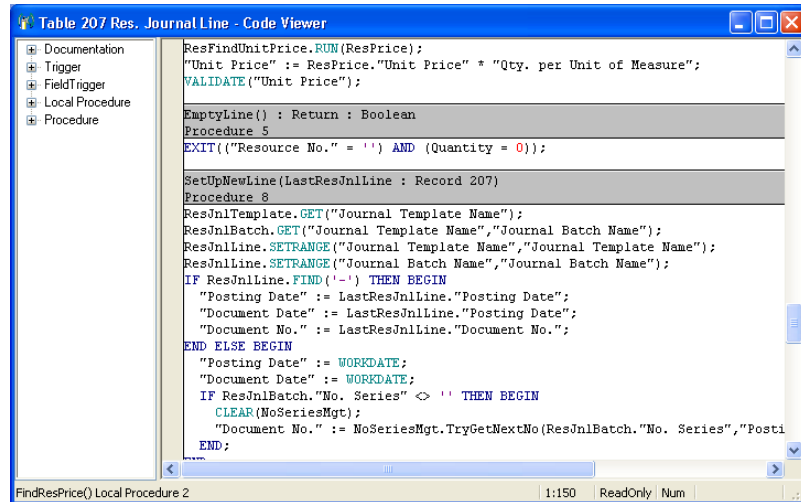 Table 207 Res. Journal Line - Code Viewer
Documentation
Trigger
FieldTrigger
Local Procedure
Procedure
ResFindUnitPrice.RUN(ResPrice);
"Unit Price" := ResPrice."Unit Price" * "Qty. per Unit of Measure";
VALIDATE("Unit Price");
EmptyLine() : Return : Boolean
Procedure 5
EXIT(("Resource No." = '') AND (Quantity = 0));
SetUpNewLine(LastResJnlLine : Record 207)
Procedure 8
ResJnlTemplate.GET("Journal Template Name");
ResJnlBatch.GET("Journal Template Name","Journal Batch Name");
ResJnlLine.SETRANGE("Journal Template Name","Journal Template Name");
ResJnlLine.SETRANGE("Journal Batch Name","Journal Batch Name");
IF ResJnlLine.FIND('-') THEN BEGIN
  "Posting Date" := LastResJnlLine."Posting Date";
  "Document Date" := LastResJnlLine."Posting Date";
  "Document No." := LastResJnlLine."Document No.";
END ELSE BEGIN
  "Posting Date" := WORKDATE;
  "Document Date" := WORKDATE;
  IF ResJnlBatch."No. Series" <> '' THEN BEGIN
    CLEAR(NoSeriesMgt);
    "Document No." := NoSeriesMgt.TryGetNextNo(ResJnlBatch."No. Series","Posti
  END;
END
FindResPrice() Local Procedure 2
1:150
ReadOnly
Num